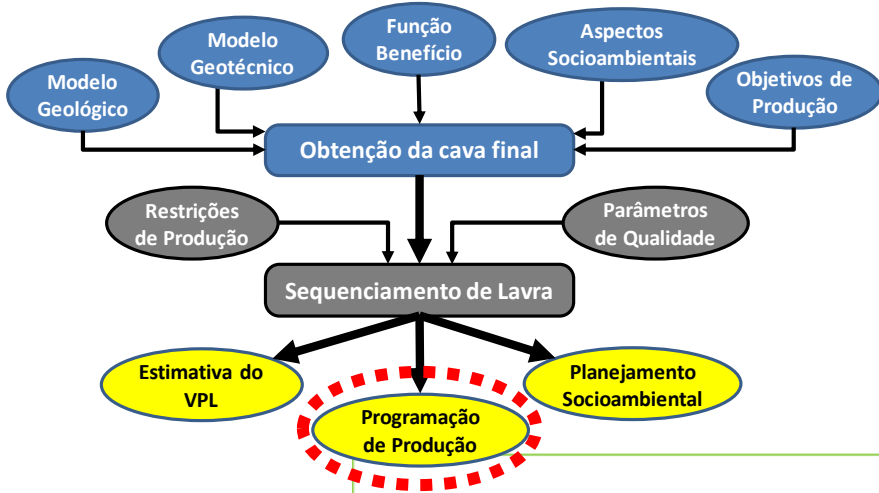 Modelo
Geológico
Modelo
Geotécnico
Função
Benefício
Aspectos
Socioambientais
Objetivos de
Produção
Obtenção da cava final
Restrições
de Produção
Parâmetros
de Qualidade
Sequenciamento de Lavra
Estimativa do
VPL
Programação
de Produção
Planejamento
Socioambiental